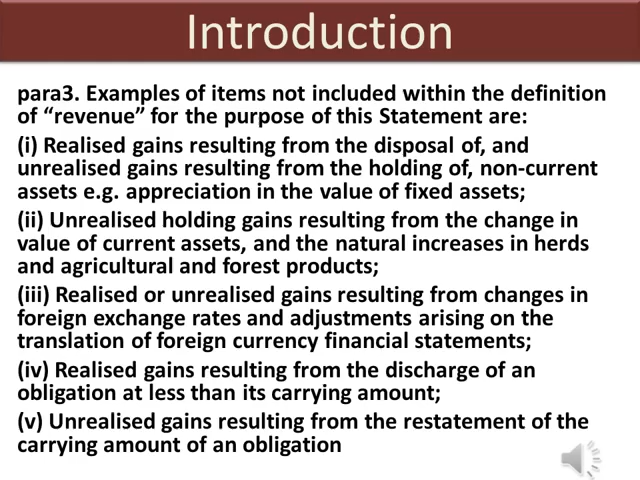 Introduction
para3. Examples of items not included within the definition
of “revenue” for the purpose of this Statement are:
(i) Realised gains resulting from the disposal of, and
unrealised gains resulting from the holding of, non-current
assets e.g. appreciation in the value of fixed assets;
(ii) Unrealised holding gains resulting from the change in
value of current assets, and the natural increases in herds
and agricultural and forest products;
(iii) Realised or unrealised gains resulting from changes in
foreign exchange rates and adjustments arising on the
translation of foreign currency financial statements;
(iv) Realised gains resulting from the discharge of an
obligation at less than its carrying amount;
(v) Unrealised gains resulting from the restatement of the
carrying amount of an obligation